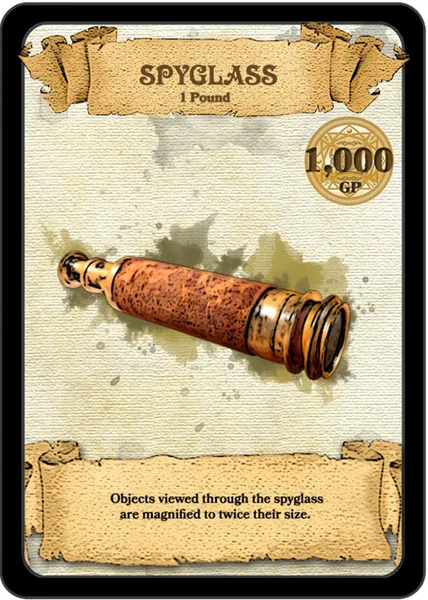 SPYGLASS
1 Pound
1,000
GP
Objects viewed through the spyglass
are magnified to twice their size.